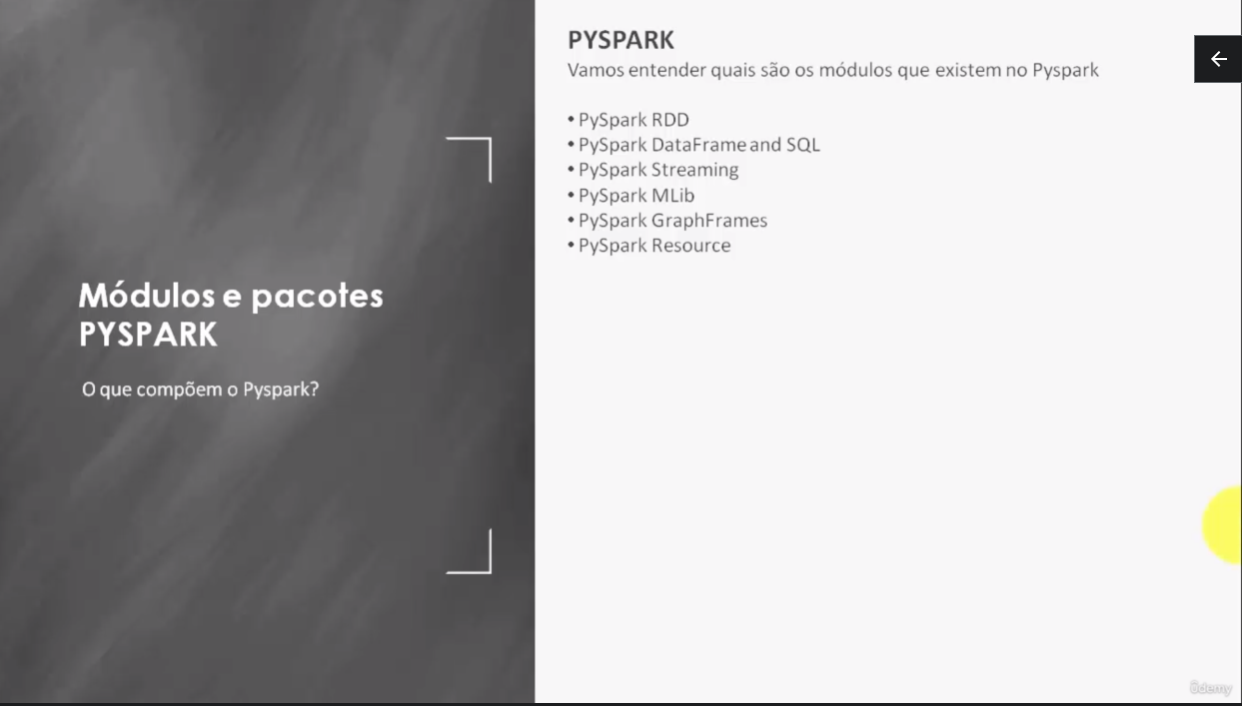 Módulos e pacotes
PYSPARK
O que compõem o Pyspark?
PYSPARK
Vamos entender quais são os módulos que existem no Pyspark
• PySpark RDD
• PySpark DataFrame and SQL
• PySpark Streaming
• PySpark MLib
• PySpark GraphFrames
• PySpark Resource
ûdemy